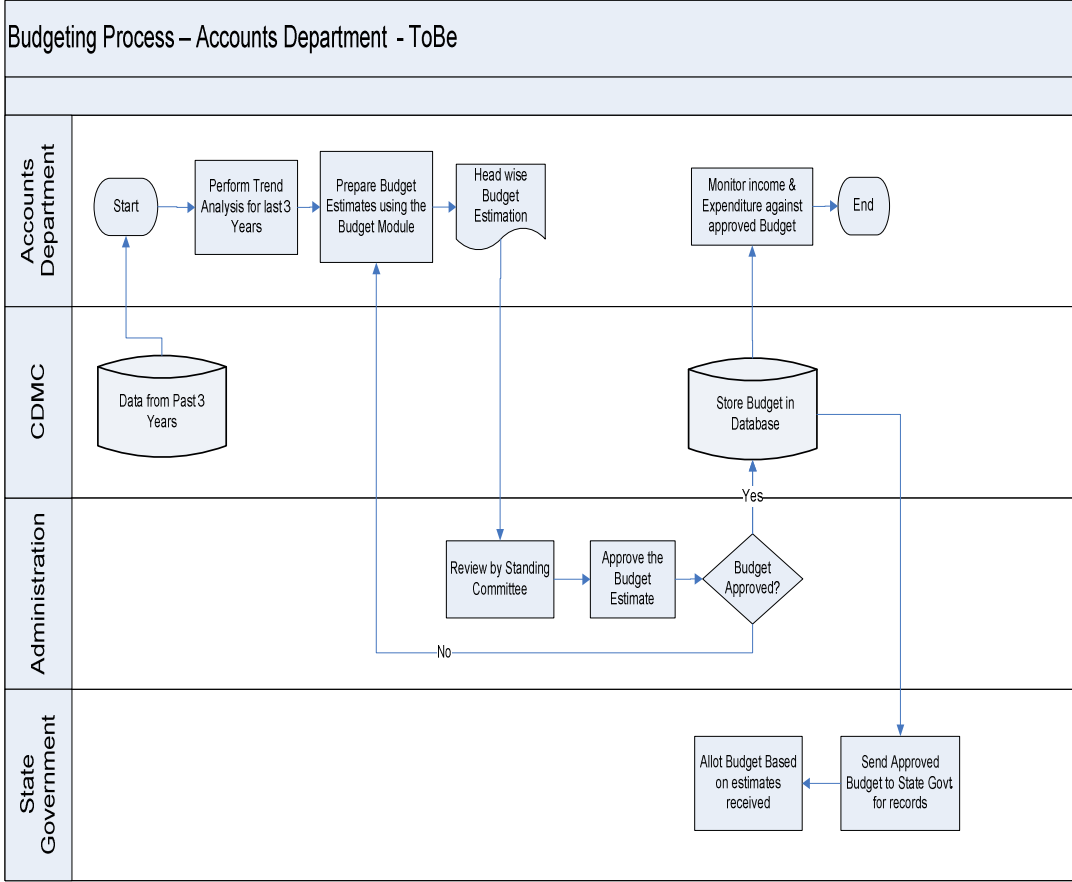 Budgeting Process – Accounts Department - ToBe
Accounts
Department
Start
Perform Trend
Analysis for last 3
Years
Prepare Budget
Estimates using the
Budget Module
Head wise
Budget
Estimation
Monitor income &
Expenditure against
approved Budget
End
CDMC
Data from Past 3
Years
Store Budget in
Database
Yes
Administration
Review by Standing
Committee
Approve the
Budget
Estimate
Budget
Approved?
No
State
Government
Allot Budget Based
on estimates
received
Send Approved
Budget to State Govt.
for records